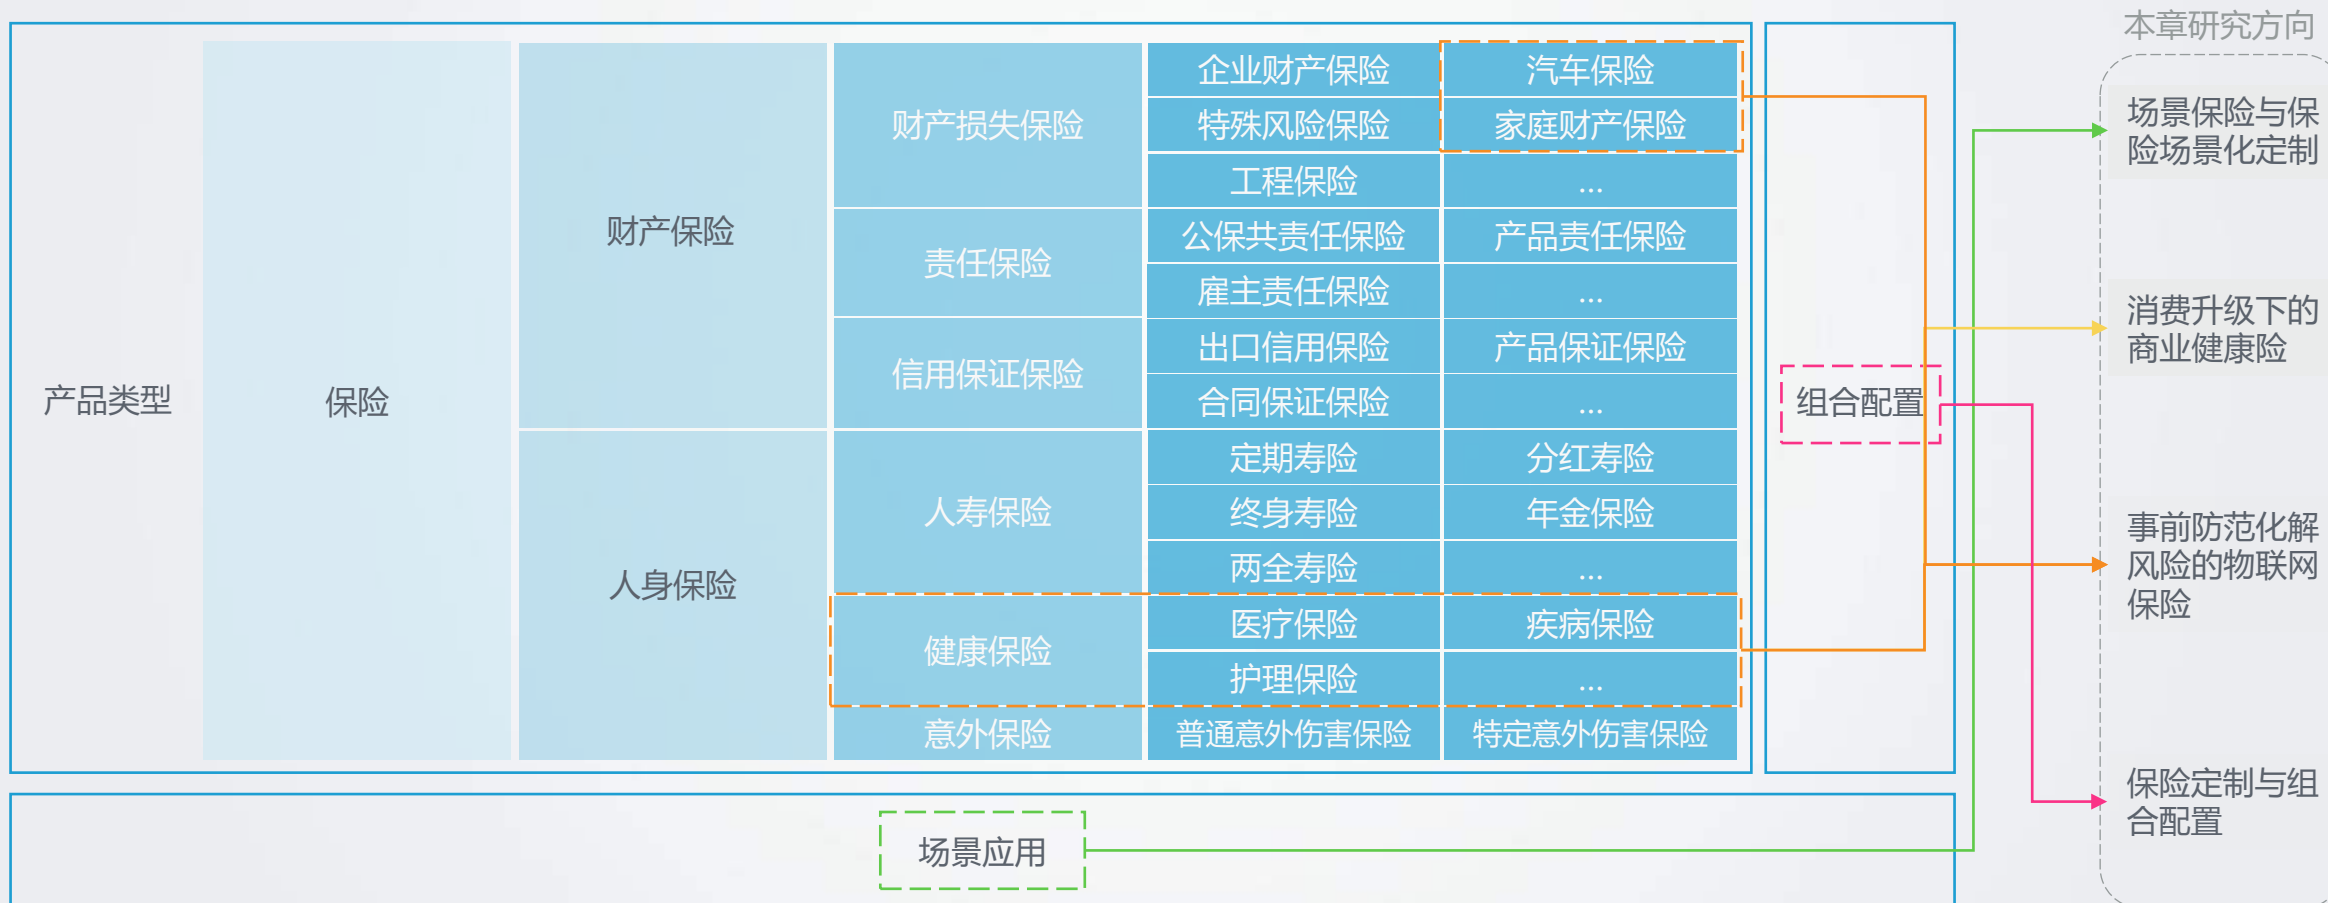 本章研究方向
产品类型
保险
财产保险
人身保险
财产损失保险
责任保险
信用保证保险
人寿保险
健康保险
意外保险
企业财产保险 汽车保险
特殊风险保险 家庭财产保险
工程保险 ...
公保共责任保险 产品责任保险
雇主责任保险 ...
出口信用保险 产品保证保险
合同保证保险 ...
定期寿险 分红寿险
终身寿险 年金保险
两全寿险 ...
医疗保险 疾病保险
护理保险 ...
普通意外伤害保险 特定意外伤害保险
组合配置
场景应用
场景保险与保
险场景化定制
消费升级下的
商业健康险
事前防范化解
风险的物联网
保险
保险定制与组
合配置